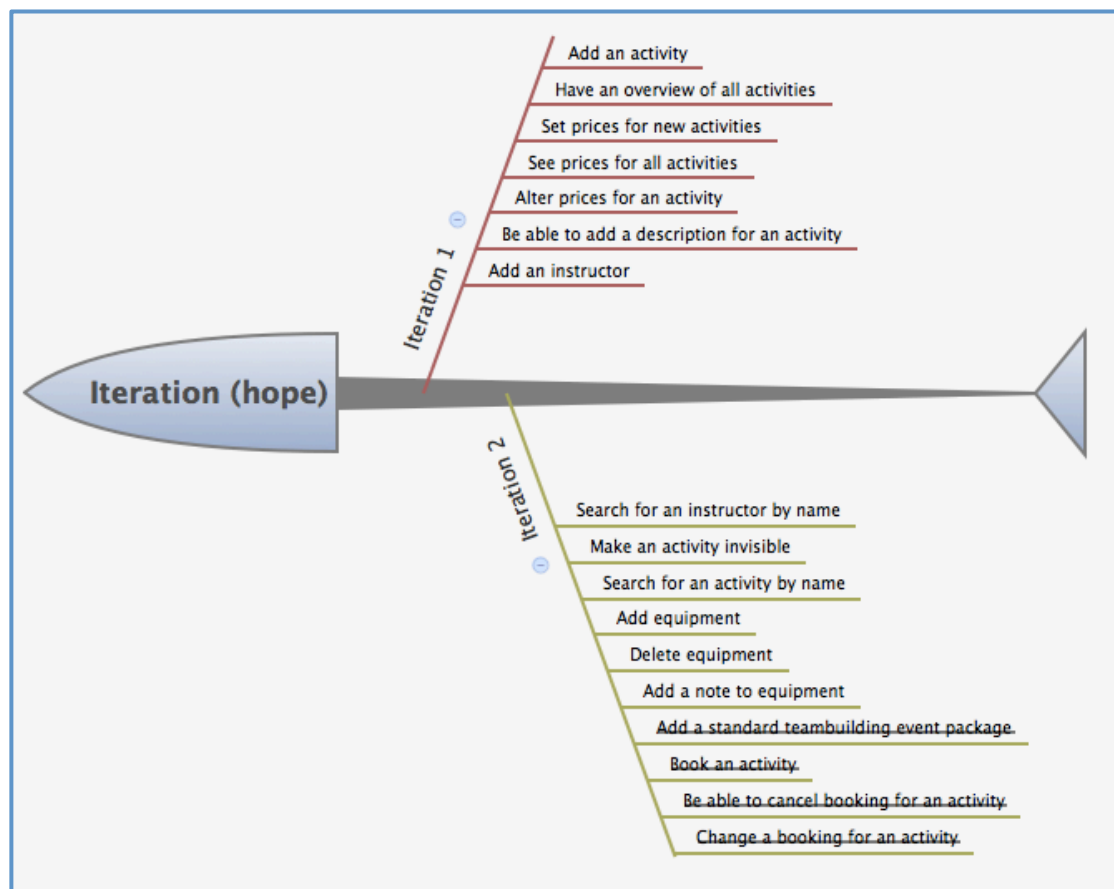 Add an activity
Have an overview of all activities
Set prices for new activities
See prices for all activities
Alter prices for an activity
Be able to add a description for an activity
Add an instructor
Iteration 1
Iteration (hope)
Iteration 2
Search for an instructor by name
Make an activity invisible
Search for an activity by name
Add equipment
Delete equipment
Add a note to equipment
Add a standard teambuilding event package
Book an activity
Be able to cancel booking for an activity
Change a booking for an activity